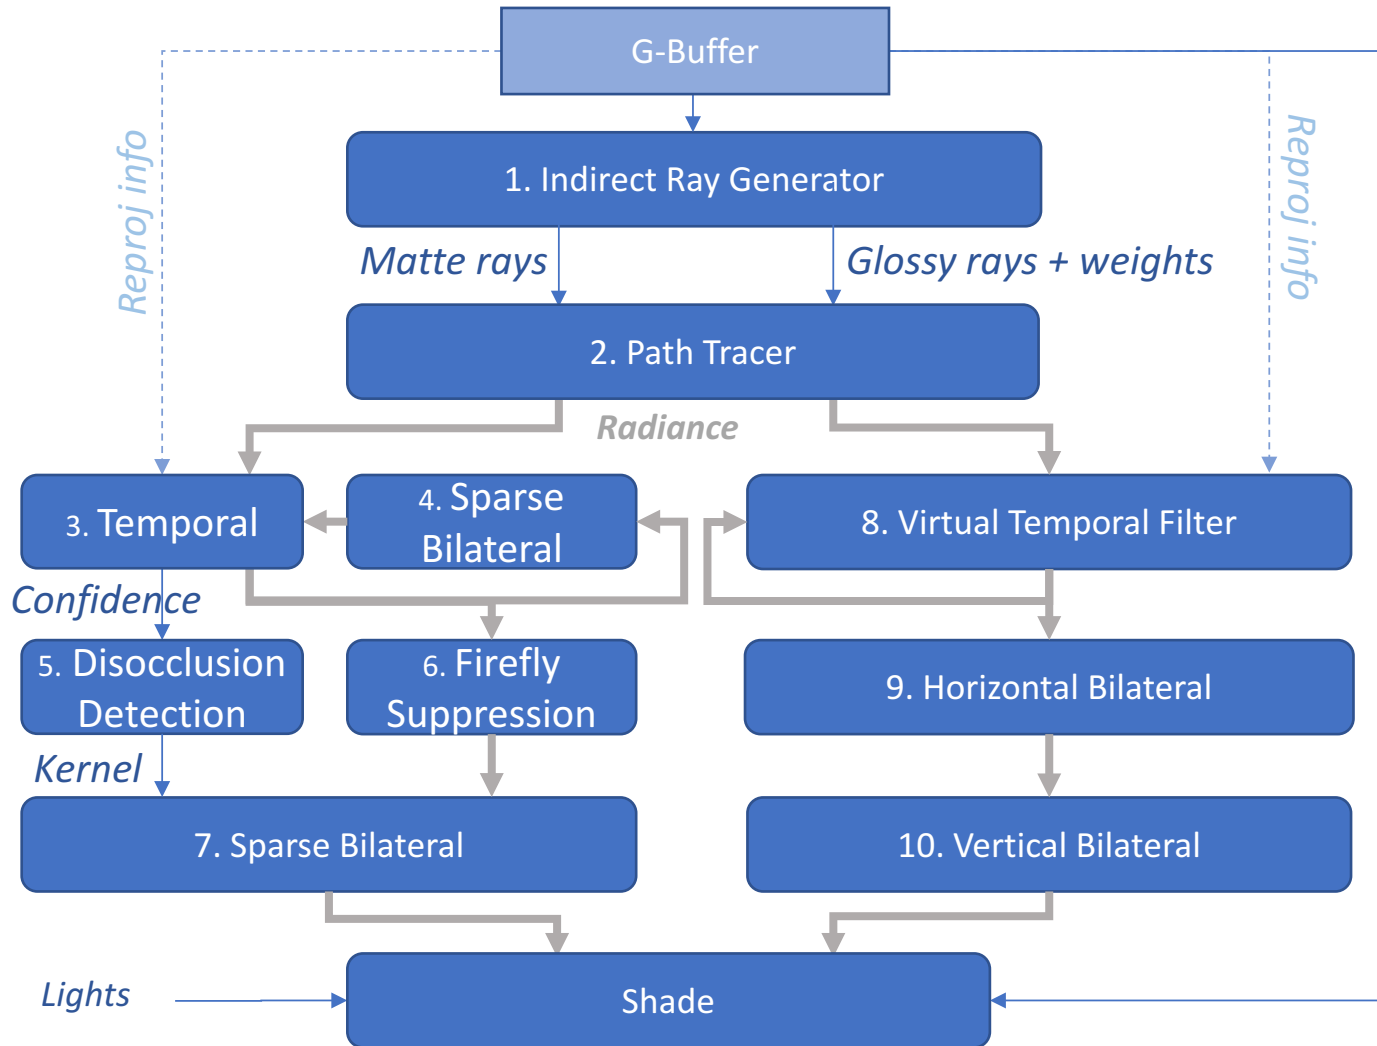 G-Buffer
Reproj info
Reproj info
1. Indirect Ray Generator
Matte rays
Glossy rays + weights
2. Path Tracer
Radiance
3. Temporal
4. Sparse
Bilateral
8. Virtual Temporal Filter
Confidence
5. Disocclusion
Detection
6. Firefly
Suppression
9. Horizontal Bilateral
Kernel
7. Sparse Bilateral
10. Vertical Bilateral
Lights
Shade